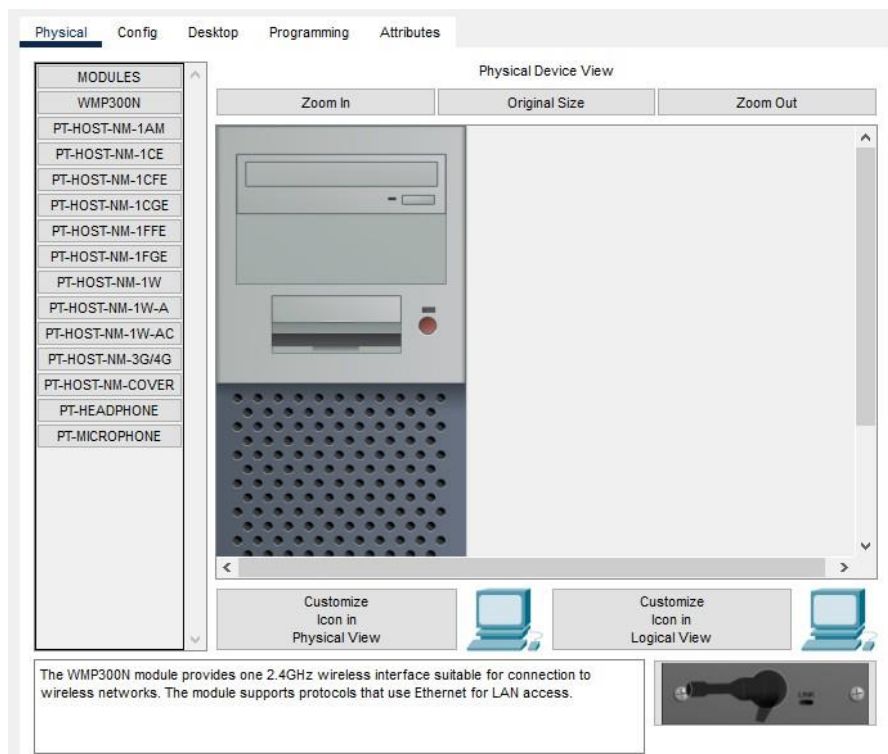 Physical Config Desktop Programming Attributes
MODULES
WMP300N
PT-HOST-NM-1AM
PT-HOST-NM-1CE
PT-HOST-NM-1CFE
PT-HOST-NM-1CGE
PT-HOST-NM-1FFE
PT-HOST-NM-1FGE
PT-HOST-NM-1W
PT-HOST-NM-1W-A
PT-HOST-NM-1W-AC
PT-HOST-NM-3G/4G
PT-HOST-NM-COVER
PT-HEADPHONE
PT-MICROPHONE
Physical Device View
Zoom In Original Size Zoom Out
Customize
Icon in
Physical View
Customize
Icon in
Logical View
The WMP300N module provides one 2.4GHz wireless interface suitable for connection to
wireless networks. The module supports protocols that use Ethernet for LAN access.
LINK